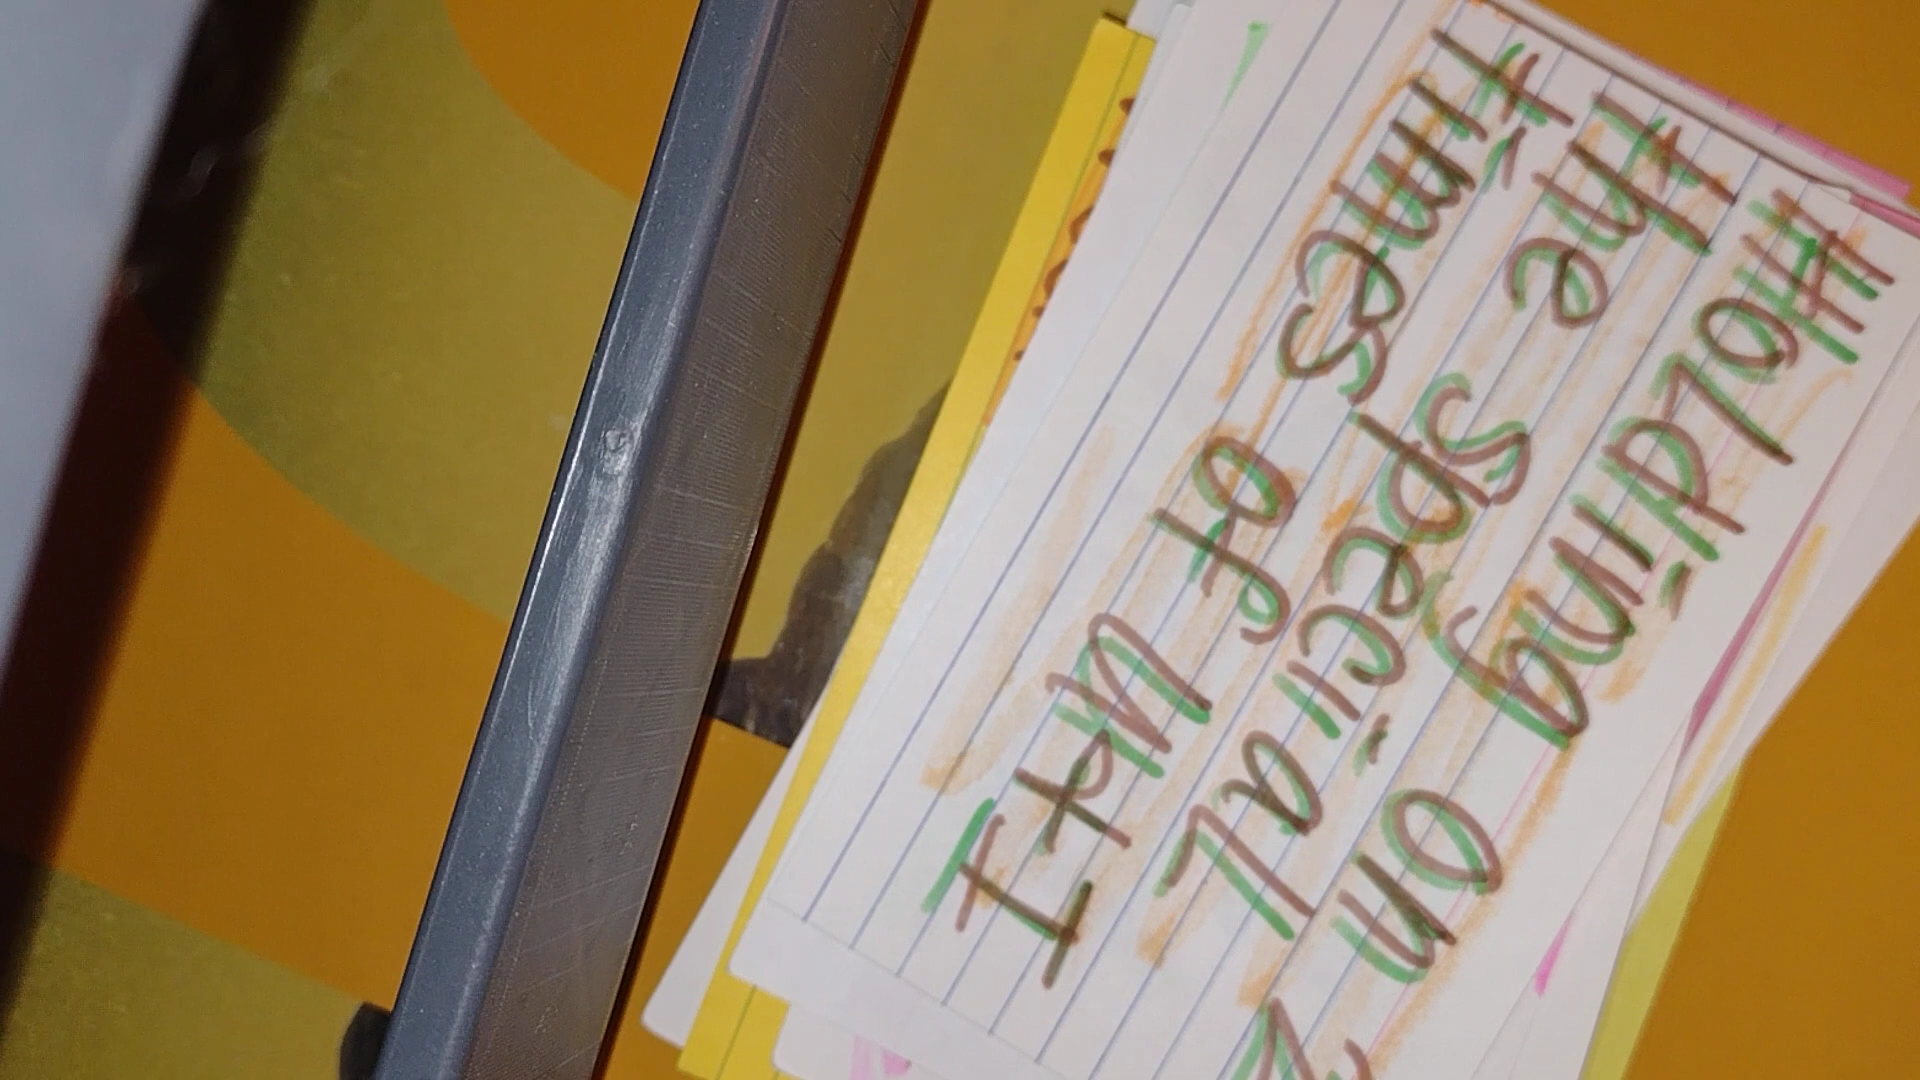 HOLding on
the speciaL
times of